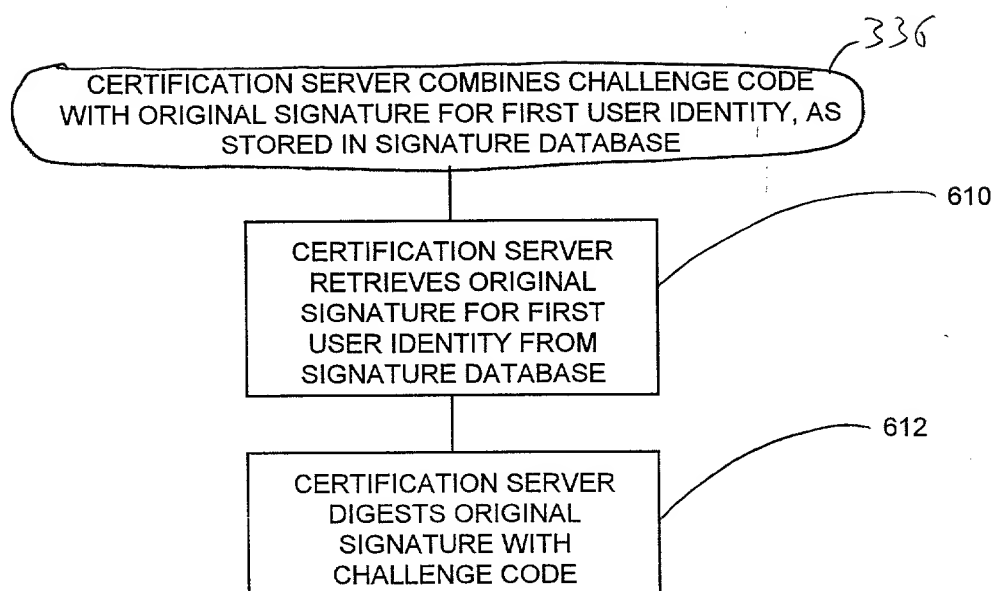 336
CERTIFICATION SERVER COMBINES CHALLENGE CODE
WITH ORIGINAL SIGNATURE FOR FIRST USER IDENTITY, AS
STORED IN SIGNATURE DATABASE
610
CERTIFICATION SERVER
RETRIEVES ORIGINAL
SIGNATURE FOR FIRST
USER IDENTITY FROM
SIGNATURE DATABASE
612
CERTIFICATION SERVER
DIGESTS ORIGINAL
SIGNATURE WITH
CHALLENGE CODE